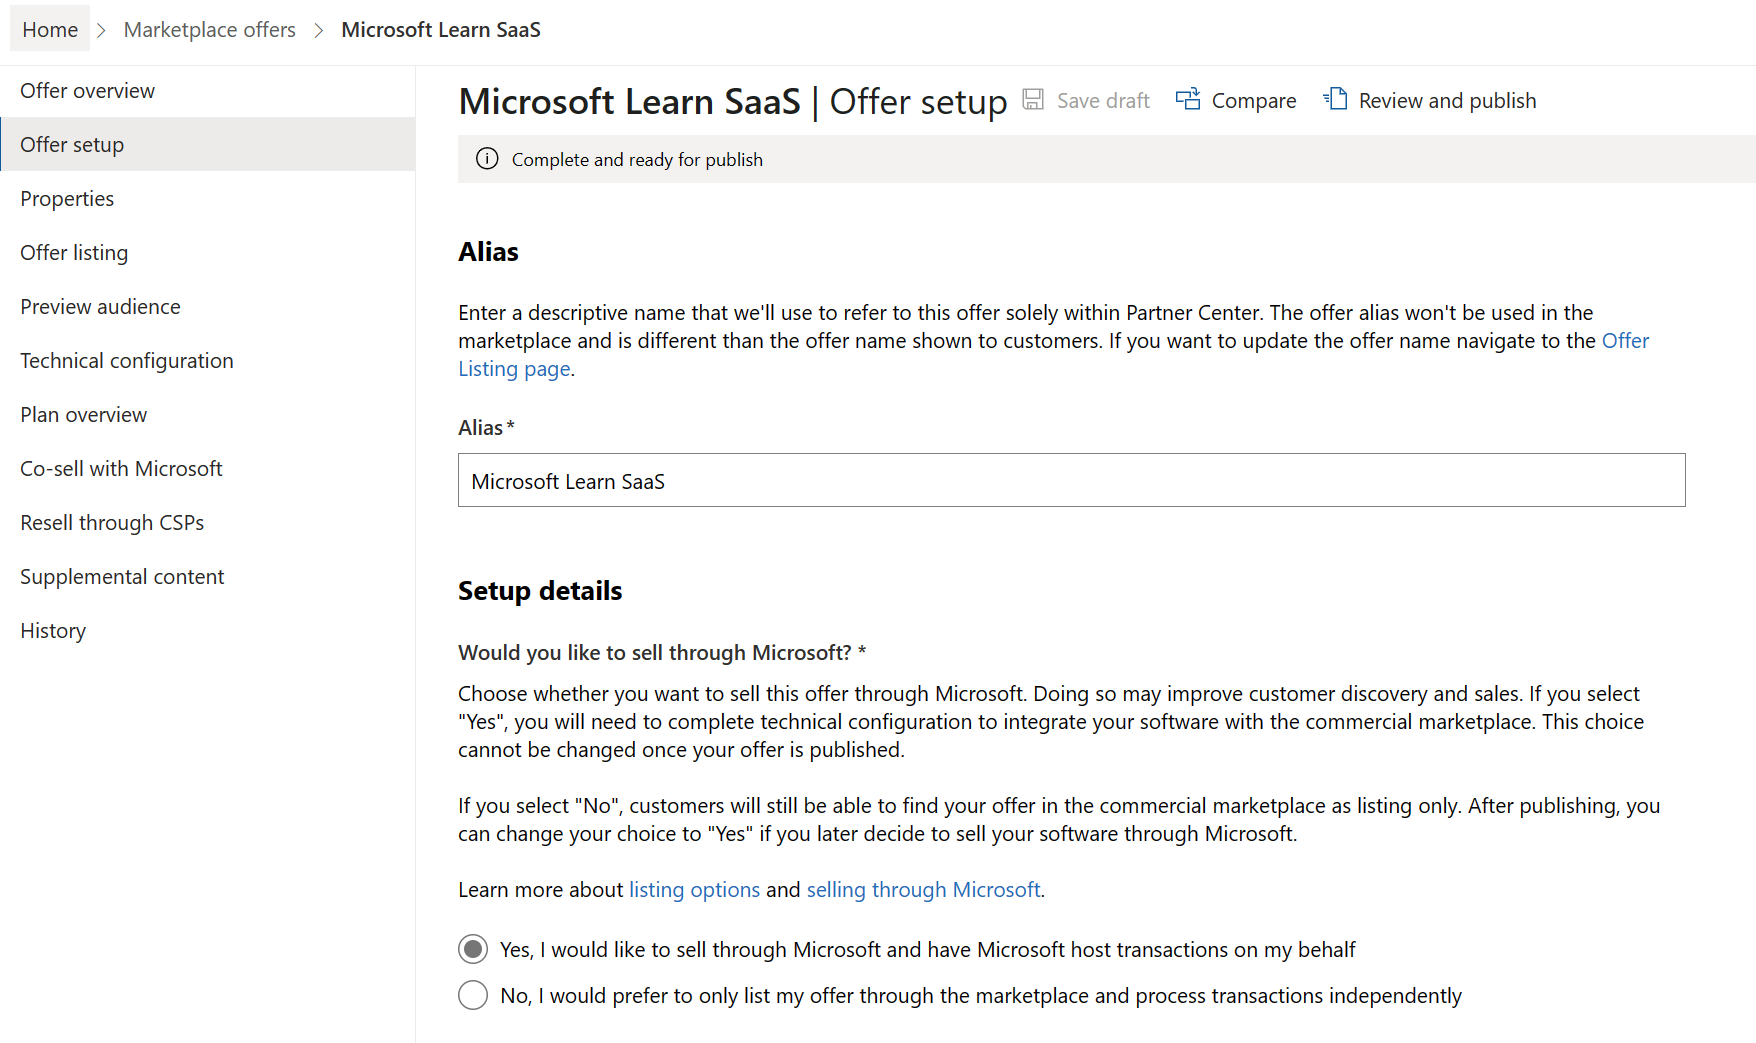 Home > Marketplace offers > Microsoft Learn SaaS
Offer overview
Offer setup
Properties
Offer listing
Preview audience
Technical configuration
Plan overview
Co-sell with Microsoft
Resell through CSPs
Supplemental content
History
Microsoft Learn SaaS | Offer setup Save draft Compare Review and publish
Complete and ready for publish
Alias
Enter a descriptive name that we'll use to refer to this offer solely within Partner Center. The offer alias won't be used in the
marketplace and is different than the offer name shown to customers. If you want to update the offer name navigate to the Offer
Listing page.
Alias *
Microsoft Learn SaaS
Setup details
Would you like to sell through Microsoft? *
Choose whether you want to sell this offer through Microsoft. Doing so may improve customer discovery and sales. If you select
"Yes", you will need to complete technical configuration to integrate your software with the commercial marketplace. This choice
cannot be changed once your offer is published.
If you select "No", customers will still be able to find your offer in the commercial marketplace as listing only. After publishing, you
can change your choice to "Yes" if you later decide to sell your software through Microsoft.
Learn more about listing options and selling through Microsoft.
Yes, I would like to sell through Microsoft and have Microsoft host transactions on my behalf
No, I would prefer to only list my offer through the marketplace and process transactions independently